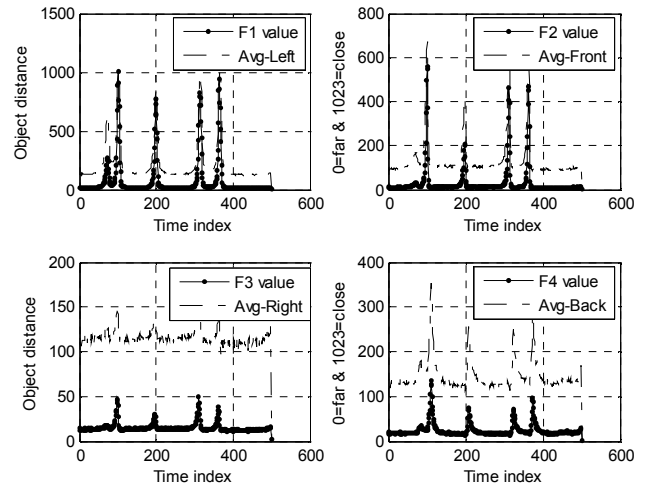 1500
1000
500
0
0 200 400 600
Object distance
Time index
F1 value
Avg-Left
800
600
400
200
0
0 200 400 600
0=far & 1023=close
Time index
F2 value
Avg-Front
200
150
100
50
0
0 200 400 600
Object distance
Time index
F3 value
Avg-Right
400
300
200
100
0
0 200 400 600
0=far & 1023=close
Time index
F4 value
Avg-Back